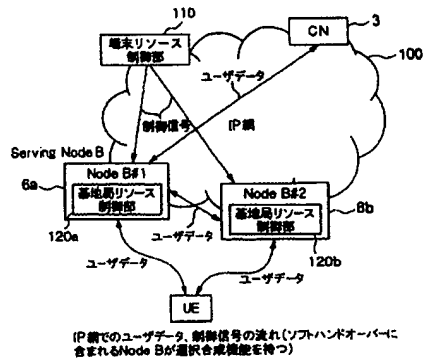 110
端末リソース
制御部
CN
3
100
ユーザデータ
制御信号
IP網
Serving Node B
Node B#1
6a
基地局リソース
制御部
120a
Node B#2
基地局リソース
制御部
6b
120b
ユーザデータ
ユーザデータ
ユーザデータ
UE
IP網でのユーザデータ、制御信号の流れ(ソフトハンドオーバーに
含まれるNode Bが選択合成機能を持つ)